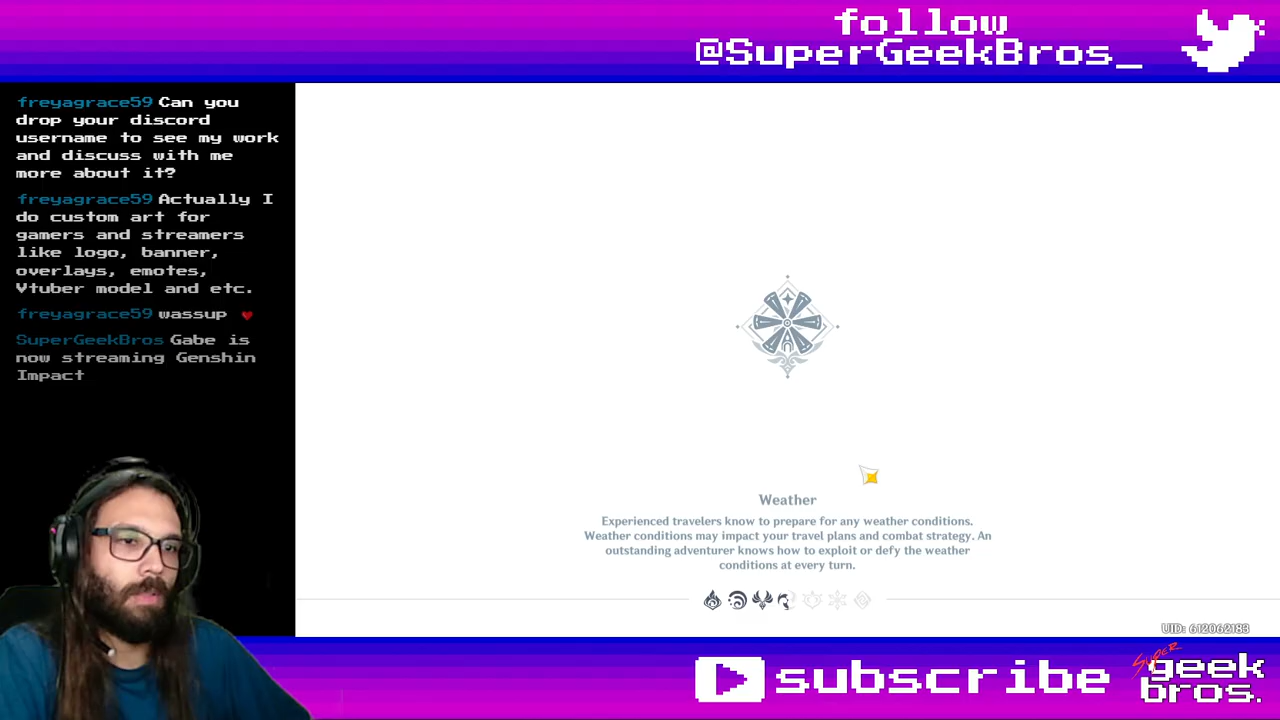 follow
@SuperGeekBros_
freyagrace59 Can you
drop your discord
username to see my work
and discuss with me
more about it?
freyagrace59 Actually I
do custom art for
gamers and streamers
like logo, banner,
overlays, emotes,
Vtuber model and etc.
freyagrace59 wassup
SuperGeekBros Gabe is
now streaming Genshin
Impact
Weather
Experienced travelers know to prepare for any weather conditions.
Weather conditions may impact your travel plans and combat strategy. An
outstanding adventurer knows how to exploit or defy the weather
conditions at every turn.
UID: 612062183
subscribe
SUPER
geek
bros.